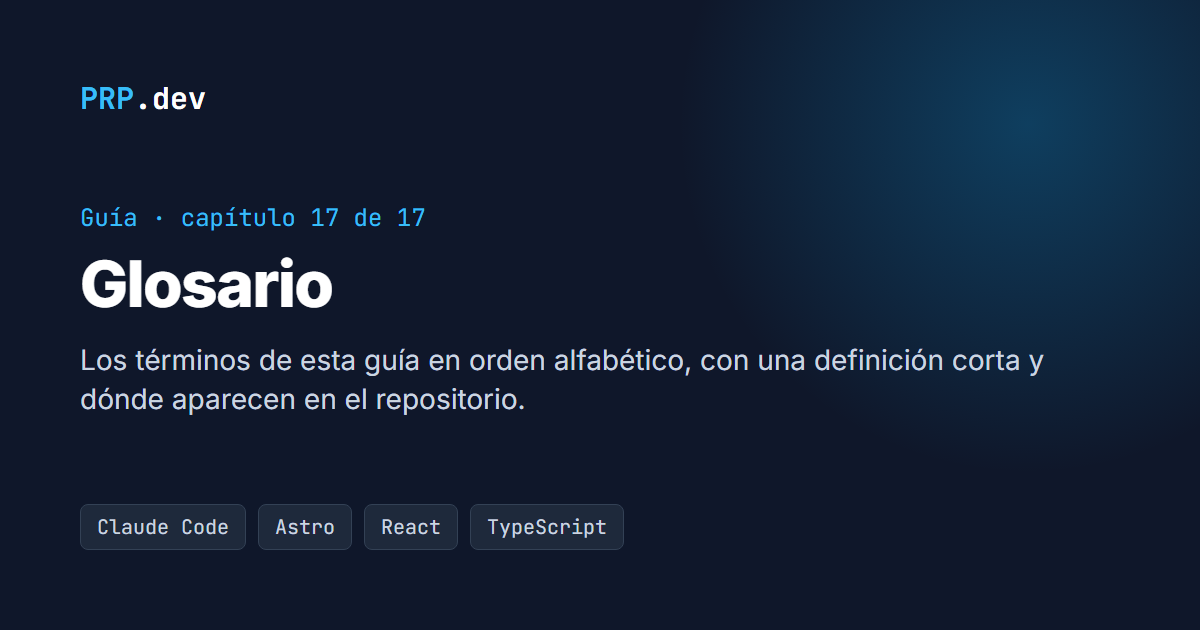 PRP.dev
Guía · capítulo 17 de 17
Glosario
Los términos de esta guía en orden alfabético, con una definición corta y
dónde aparecen en el repositorio.
Claude Code
Astro
React
TypeScript